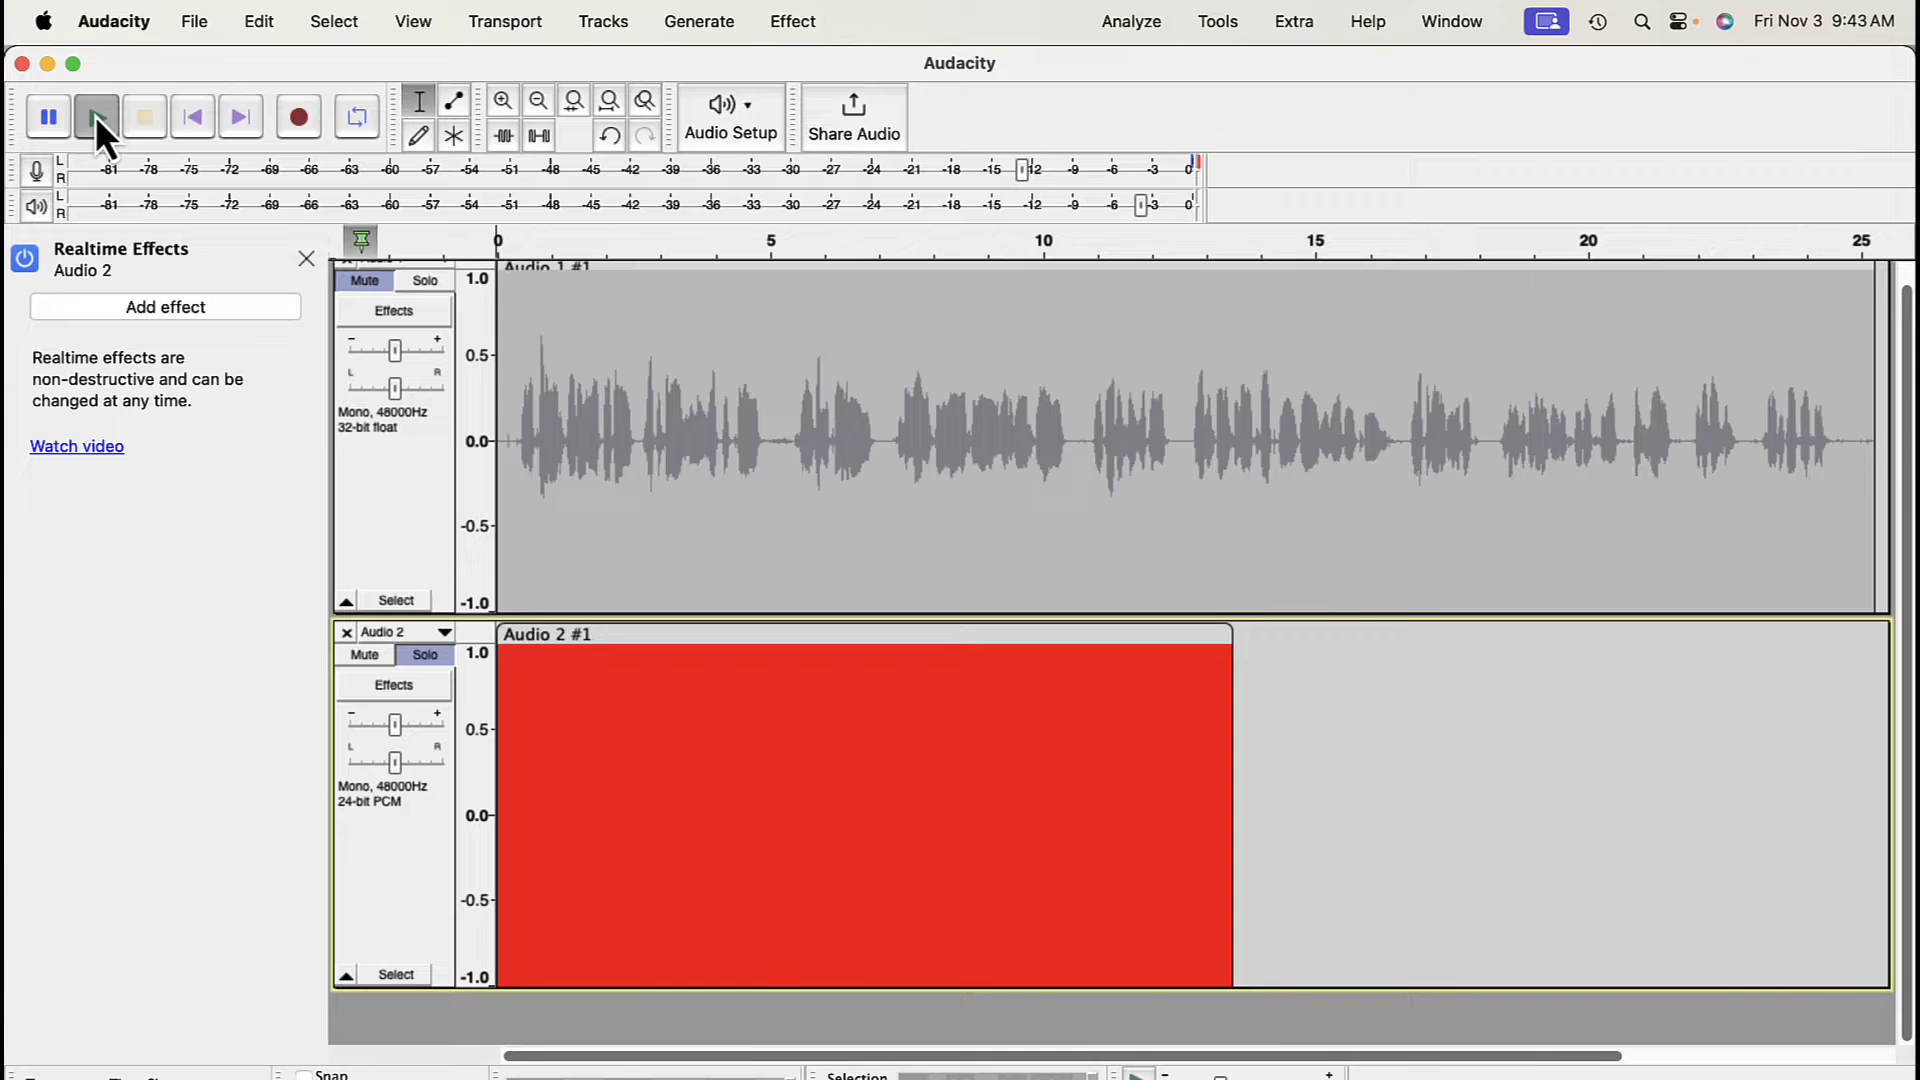 Audacity File Edit Select View Transport Tracks Generate Effect Analyze Tools Extra Help Window Fri Nov 3 9:43 AM
Audacity
Audio Setup
Share Audio
L
R
-81 -78 -75 -72 -69 -66 -63 -60 -57 -54 -51 -48 -45 -42 -39 -36 -33 -30 -27 -24 -21 -18 -15 -12 -9 -6 -3 0
L
R
-81 -78 -75 -72 -69 -66 -63 -60 -57 -54 -51 -48 -45 -42 -39 -36 -33 -30 -27 -24 -21 -18 -15 -12 -9 -6 -3 0
Realtime Effects
Audio 2
Add effect
Realtime effects are
non-destructive and can be
changed at any time.
Watch video
0 5 10 15 20 25
Audio 1 #1
Mute Solo
Effects
- +
L R
Mono, 48000Hz
32-bit float
Select
1.0
0.5
0.0
-0.5
-1.0
Audio 2
Audio 2 #1
Mute Solo
Effects
- +
L R
Mono, 48000Hz
24-bit PCM
Select
1.0
0.5
0.0
-0.5
-1.0
Snap
Selection
- +